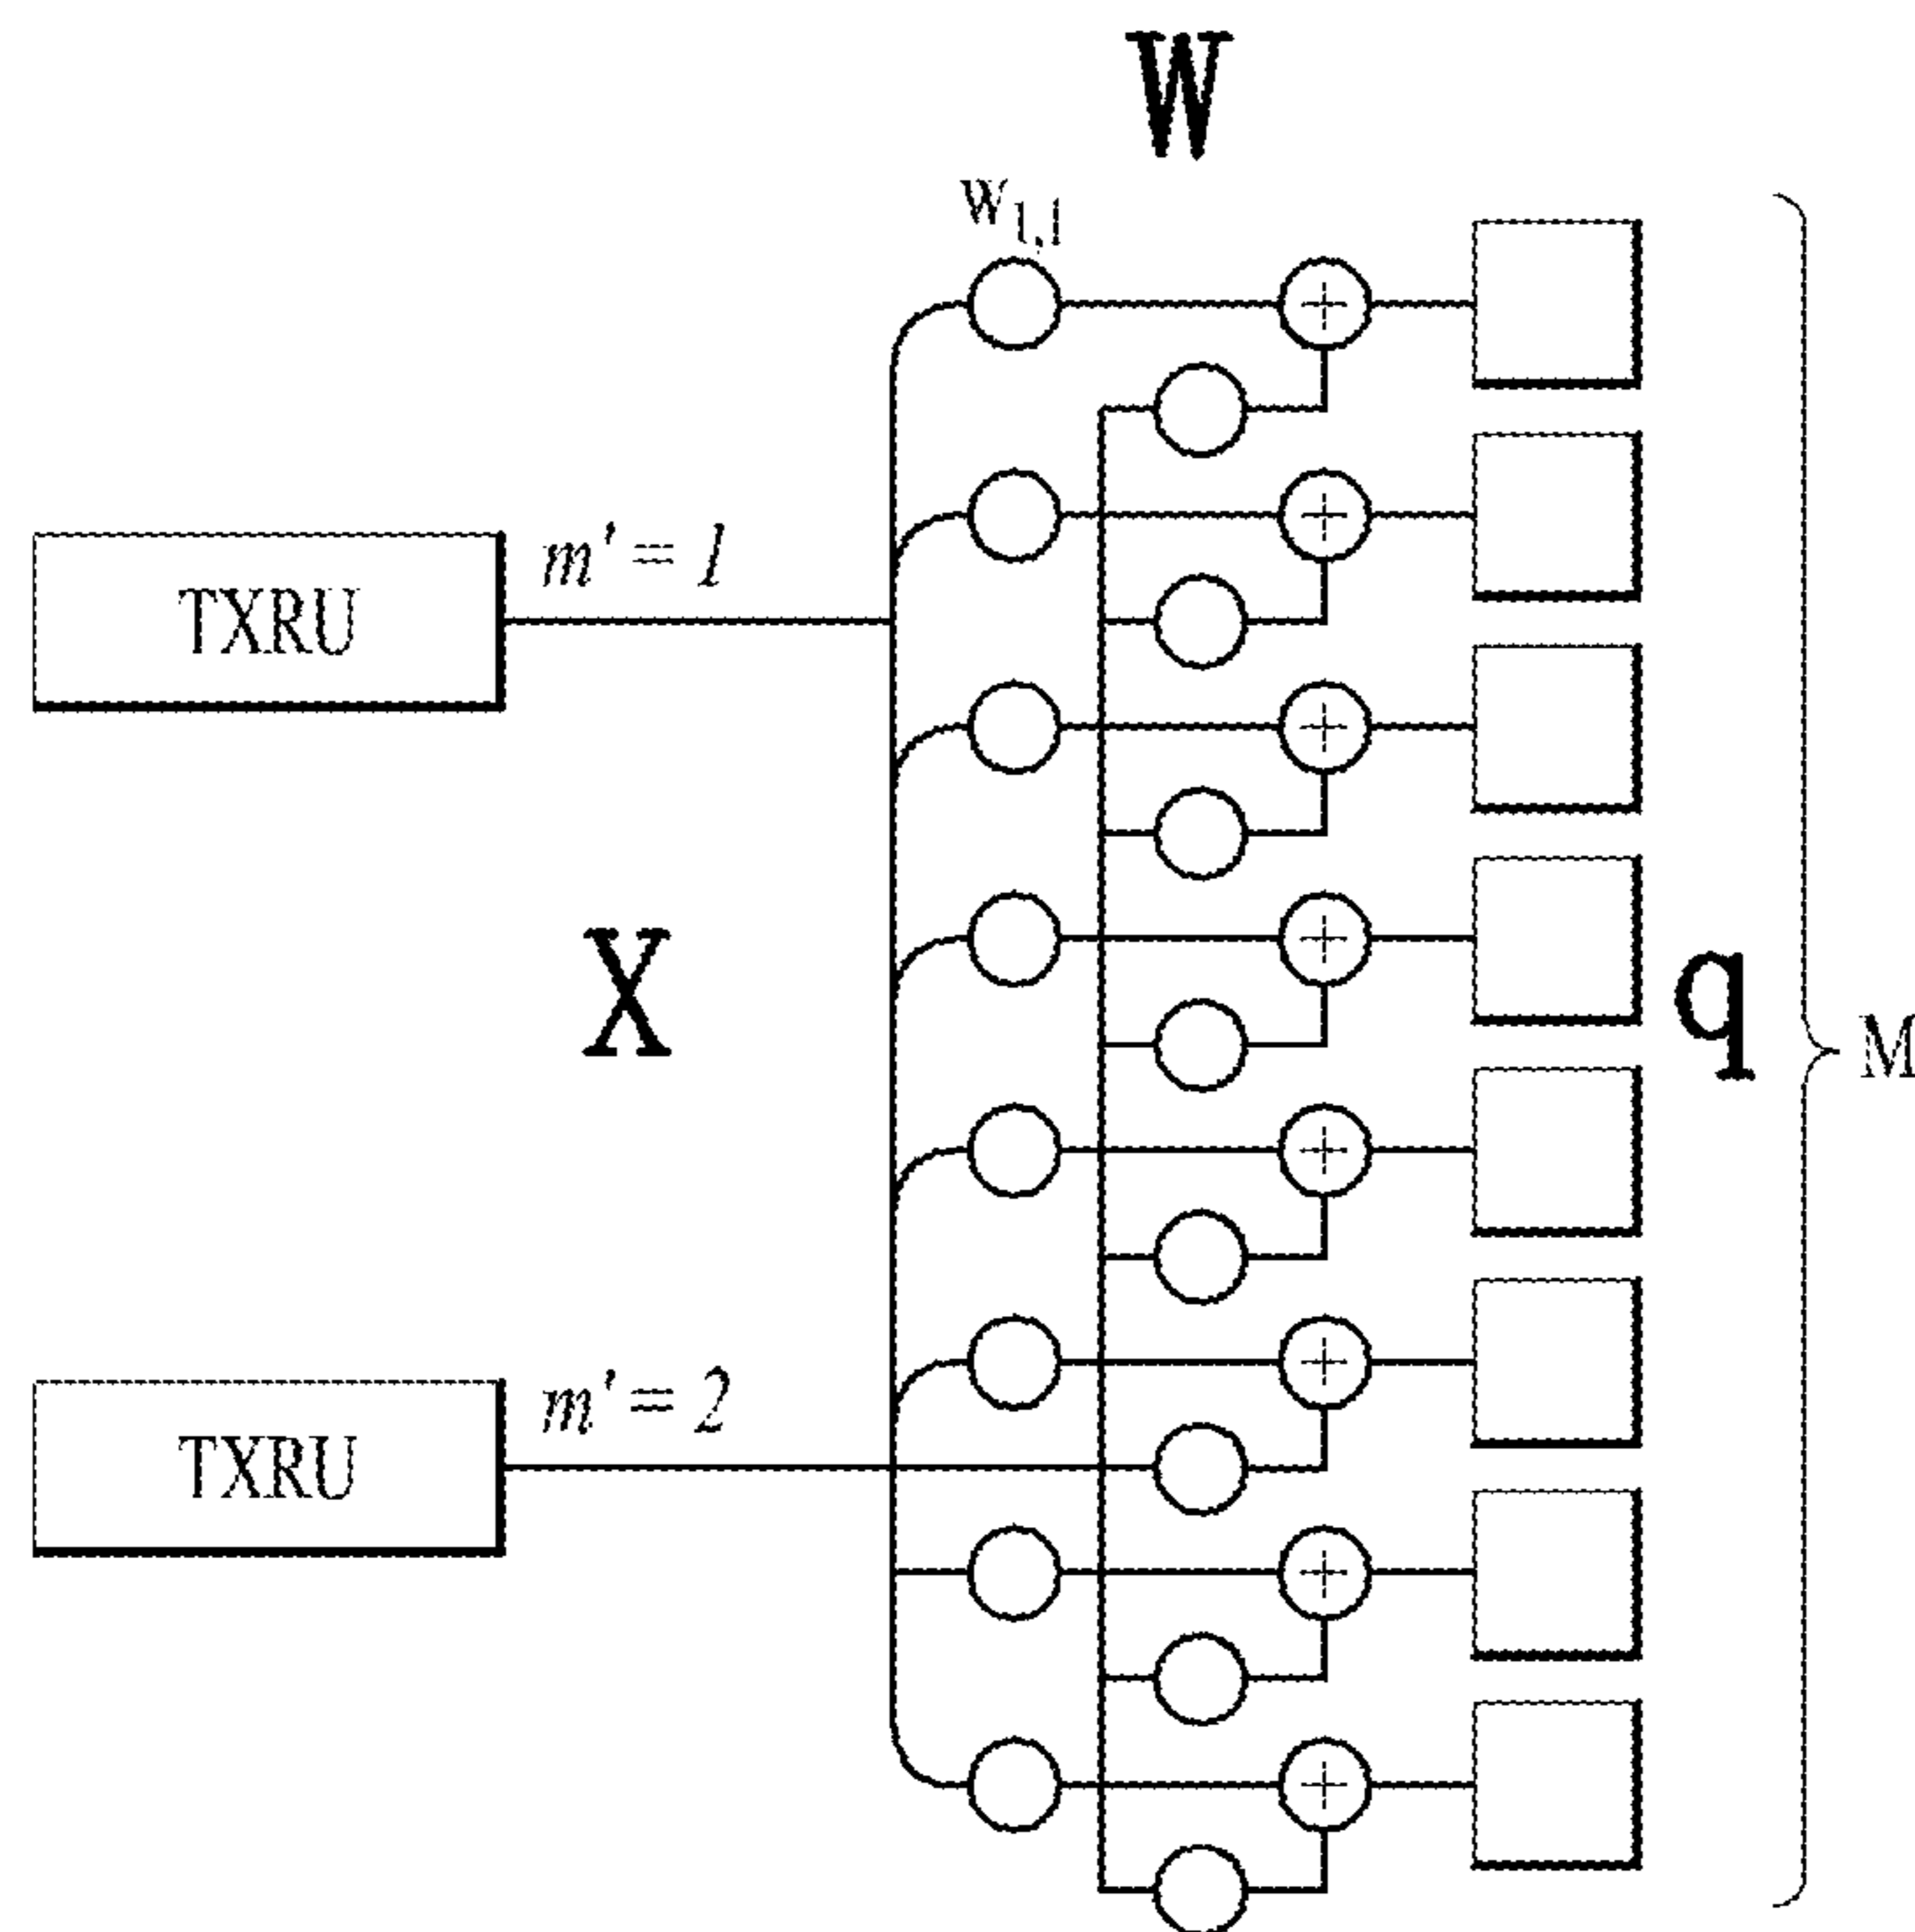 W
w1,1
m' = 1
TXRU
X
q
M
m' = 2
TXRU